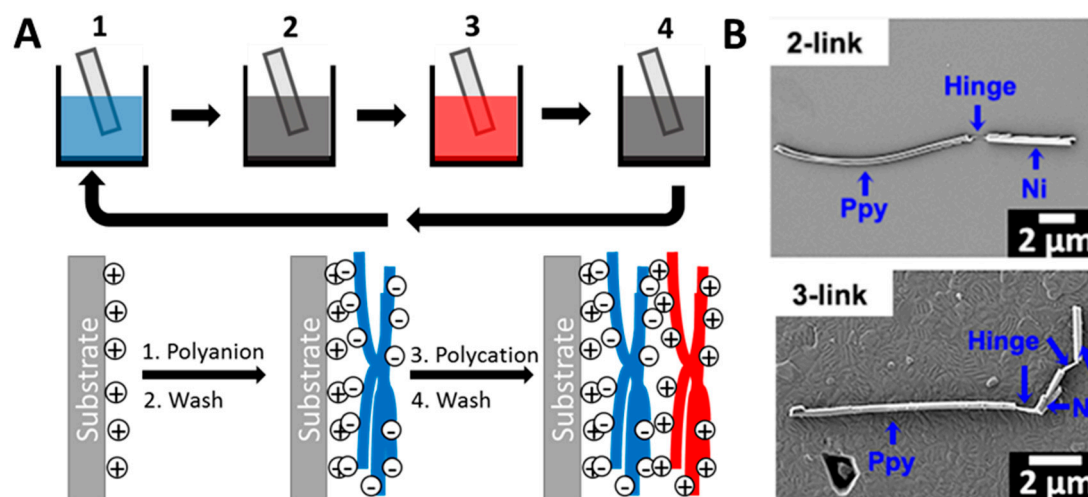 A
1
2
3
4
Substrate
+
+
+
+
+
+
1. Polyanion
2. Wash
Substrate
3. Polycation
4. Wash
Substrate
B
2-link
Hinge
Ppy
Ni
2 μm
3-link
Hinge
N
Ppy
2 μm